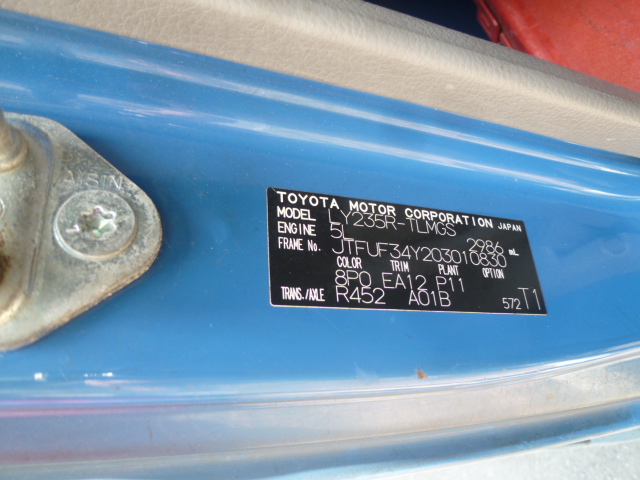 TOYOTA MOTOR CORPORATION JAPAN
MODEL LY235R-TLMGS
ENGINE 5L 2986 mL
FRAME No. JTFUF34Y203010830
COLOR TRIM PLANT OPTION
8P0 EA12 P11
TRANS./AXLE R452 A01B 572 T1
AISIN